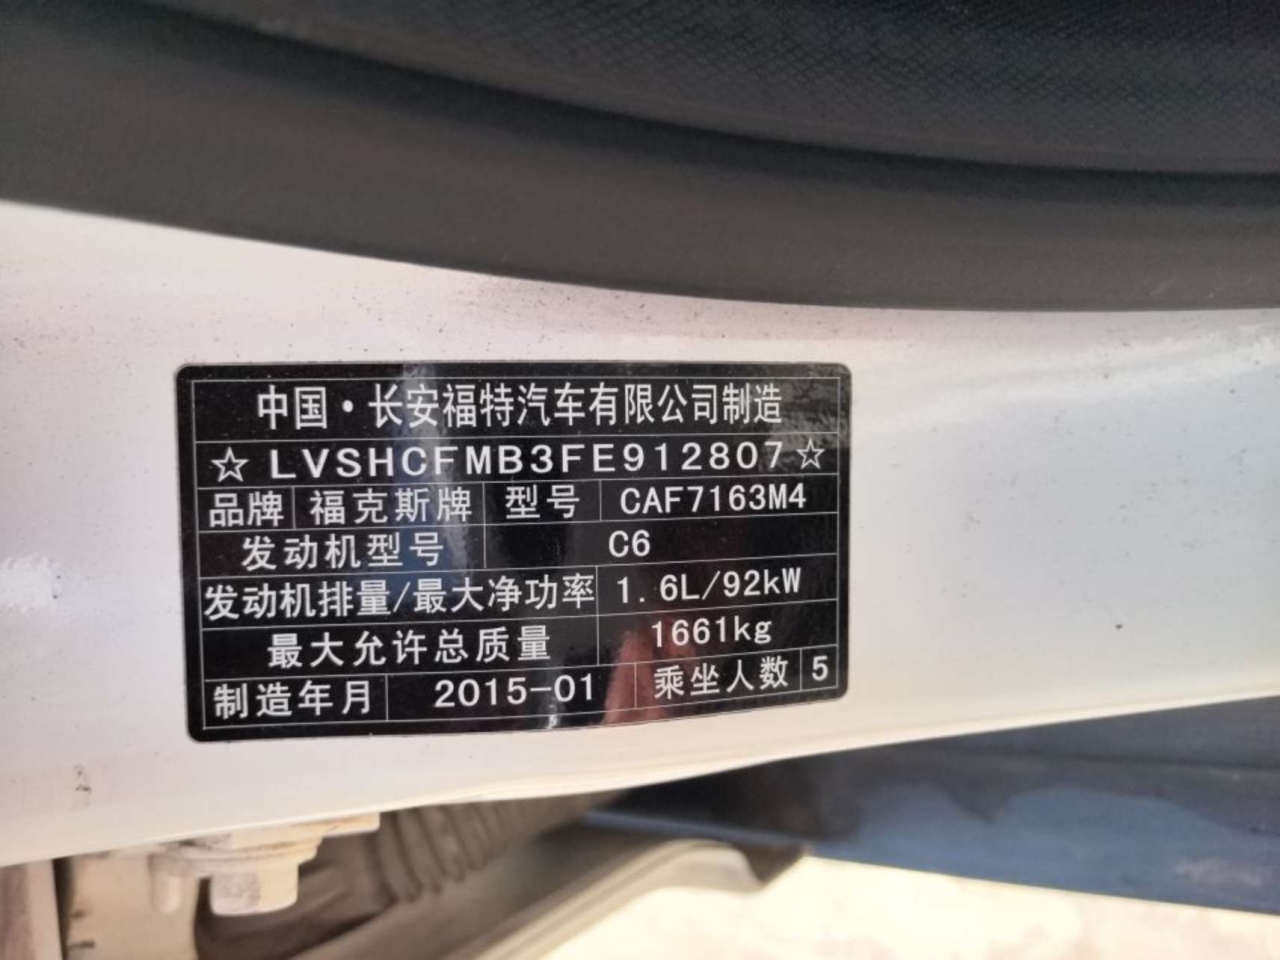 中国·长安福特汽车有限公司制造
☆LVSHCFMB3FE912807☆
品牌 福克斯牌 型号 CAF7163M4
发动机型号 C6
发动机排量/最大净功率 1.6L/92kW
最大允许总质量 1661kg
制造年月 2015-01 乘坐人数 5